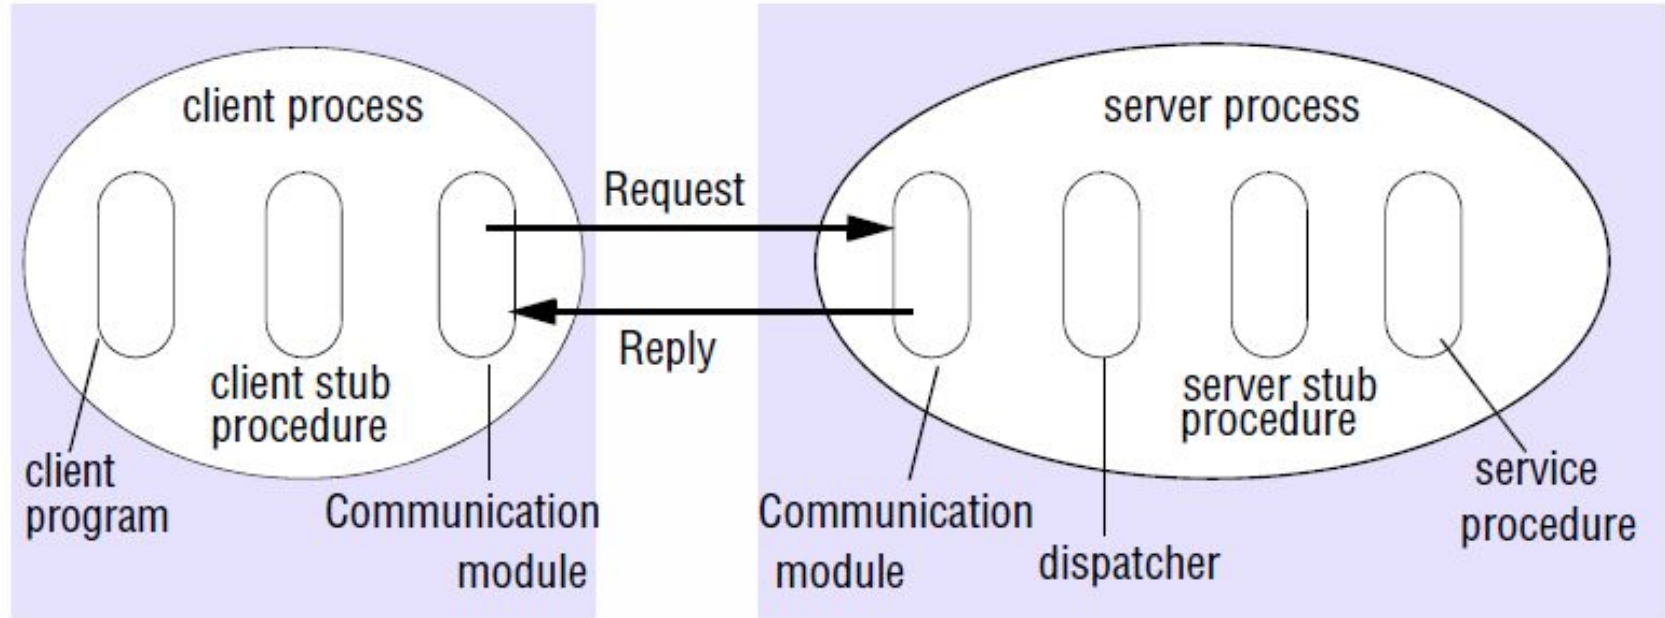 client process
server process
Request
Reply
client stub
procedure
server stub
procedure
client
program
Communication
module
Communication
module
dispatcher
service
procedure